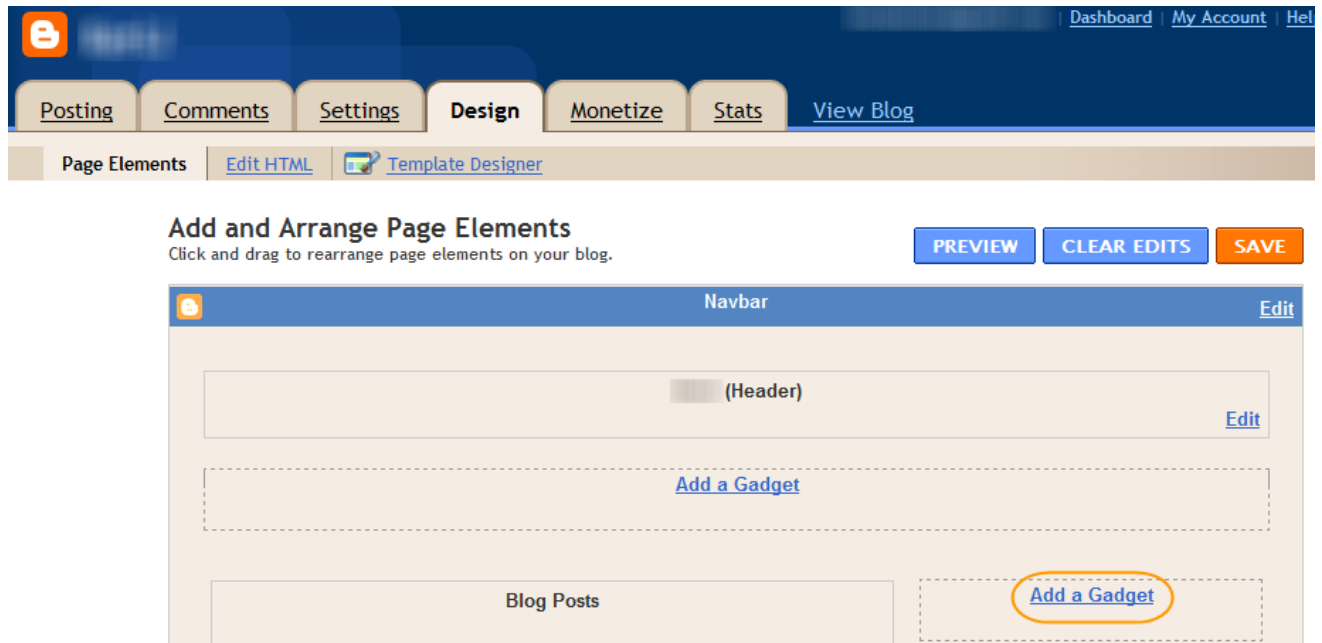 Dashboard | My Account | Hel
Posting Comments Settings Design Monetize Stats View Blog
Page Elements Edit HTML Template Designer
Add and Arrange Page Elements
Click and drag to rearrange page elements on your blog.
PREVIEW CLEAR EDITS SAVE
Navbar
Edit
(Header)
Edit
Add a Gadget
Blog Posts
Add a Gadget